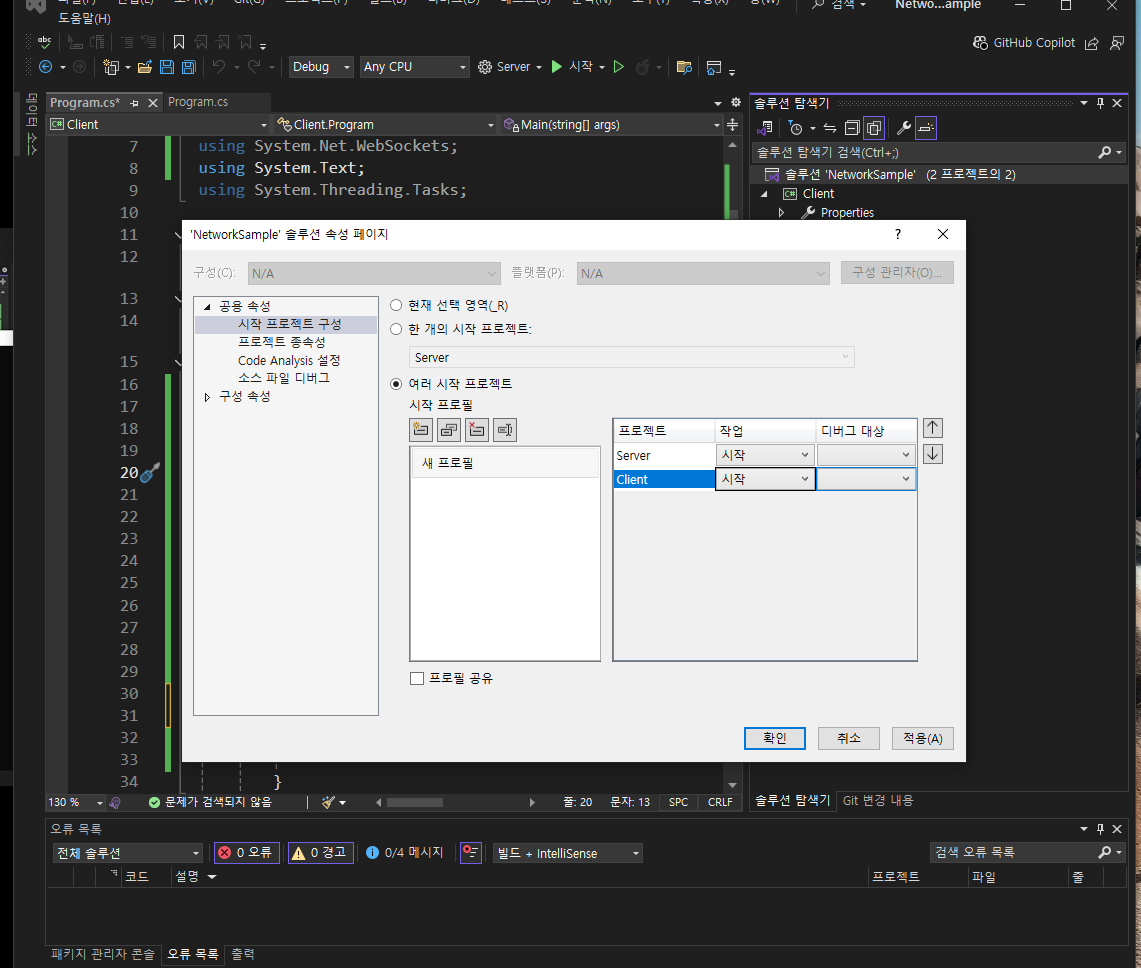 도움말(H)
검색
Netwo...ample
GitHub Copilot
Debug
Any CPU
Server
시작
데이터 소스
Program.cs*
Program.cs
Client
Client.Program
Main(string[] args)
7 using System.Net.WebSockets;
8 using System.Text;
9 using System.Threading.Tasks;
10
11
12
13
14
15
16
17
18
19
20
21
22
23
24
25
26
27
28
29
30
31
32
33
34 }
솔루션 탐색기
솔루션 탐색기 검색(Ctrl+;)
솔루션 'NetworkSample' (2 프로젝트의 2)
Client
Properties
'NetworkSample' 솔루션 속성 페이지
?
구성(C):
N/A
플랫폼(P):
N/A
구성 관리자(O)...
공용 속성
시작 프로젝트 구성
프로젝트 종속성
Code Analysis 설정
소스 파일 디버그
구성 속성
현재 선택 영역(_R)
한 개의 시작 프로젝트:
Server
여러 시작 프로젝트
시작 프로필
새 프로필
프로젝트 작업 디버그 대상
Server 시작
Client 시작
프로필 공유
확인
취소
적용(A)
130 %
문제가 검색되지 않음
줄: 20
문자: 13
SPC
CRLF
솔루션 탐색기
Git 변경 내용
오류 목록
전체 솔루션
0 오류
0 경고
0/4 메시지
빌드 + IntelliSense
검색 오류 목록
코드
설명
프로젝트
파일
줄
패키지 관리자 콘솔
오류 목록
출력